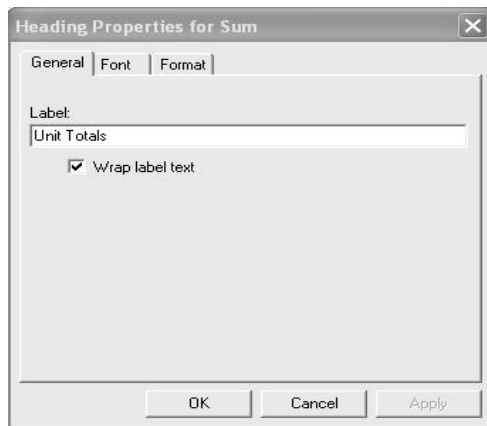 Heading Properties for Sum
General Font Format
Label:
Unit Totals
Wrap label text
OK Cancel Apply